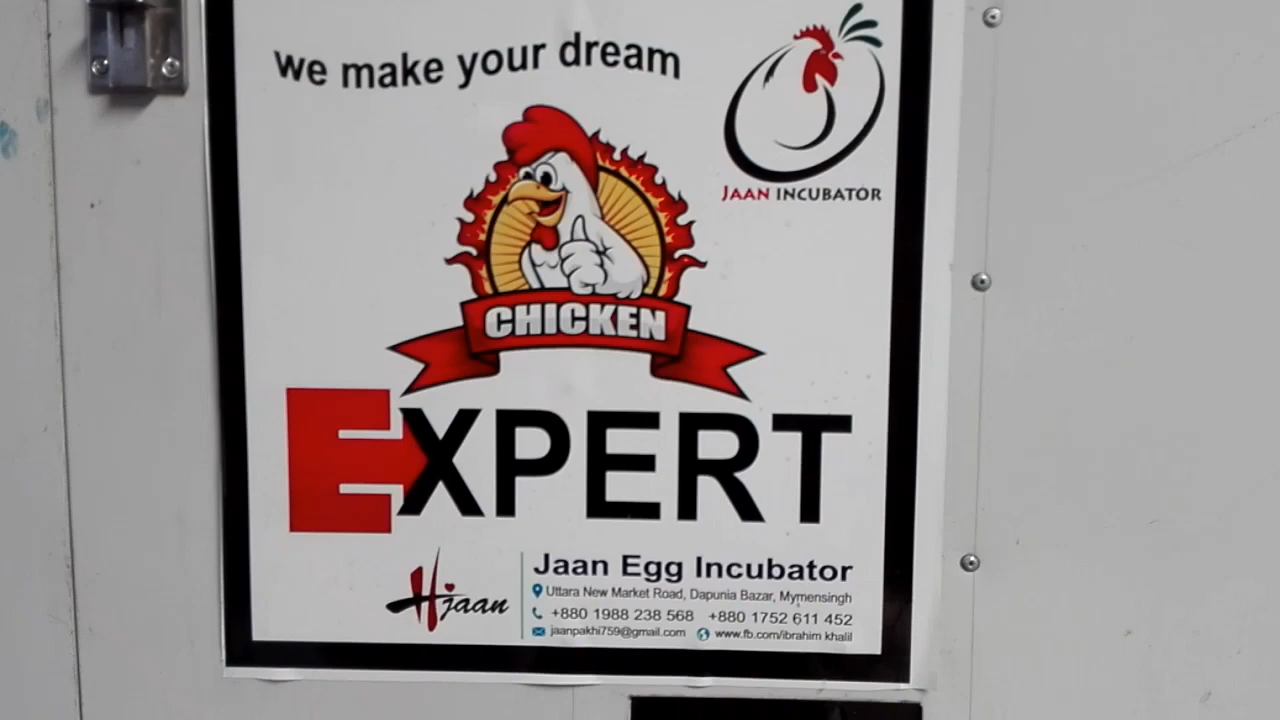 we make your dream
JAAN INCUBATOR
CHICKEN
EXPERT
Hjaan
Jaan Egg Incubator
Uttara New Market Road, Dapunia Bazar, Mymensingh
+880 1988 238 568 +880 1752 611 452
jaanpakhi759@gmail.com www.fb.com/ibrahim khalil